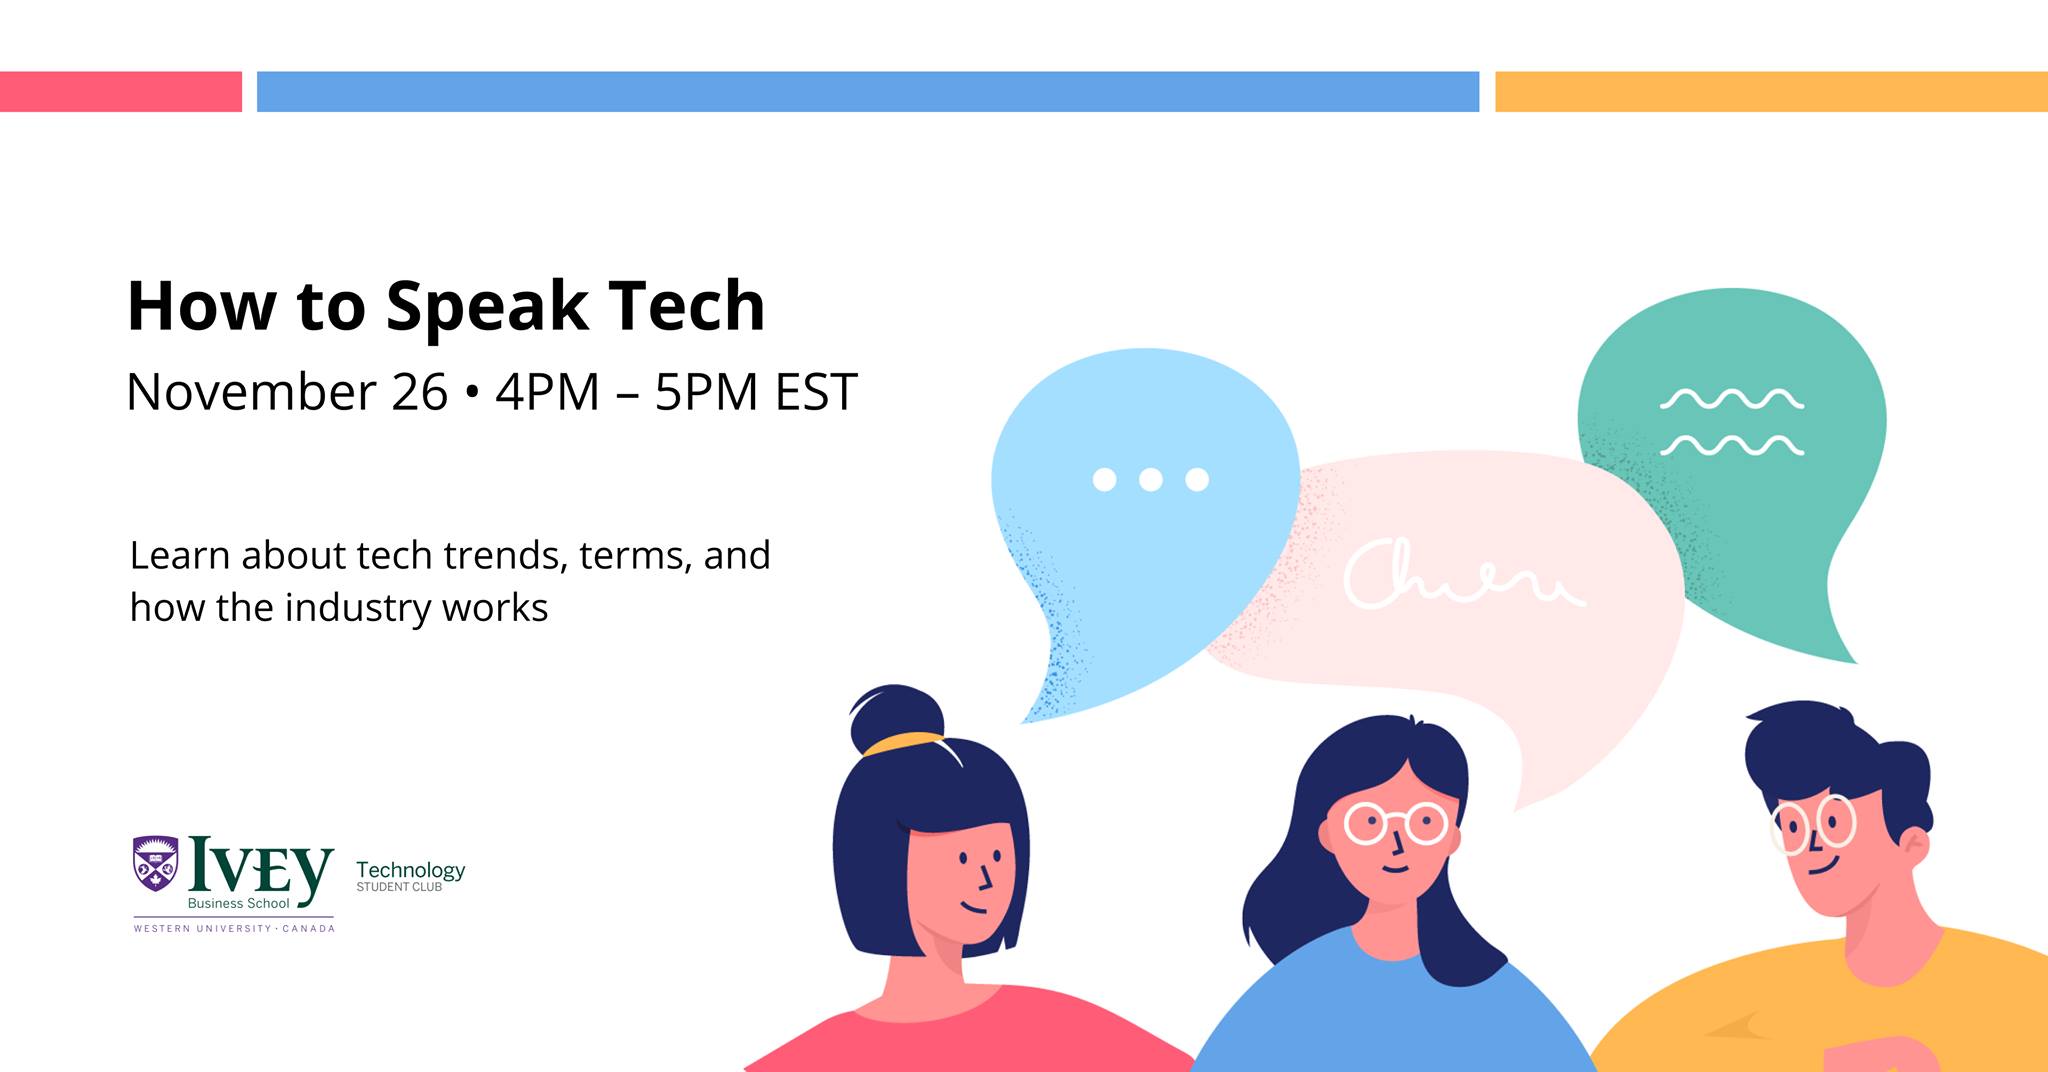 How to Speak Tech
November 26 • 4PM – 5PM EST
Learn about tech trends, terms, and
how the industry works
IVEY
Business School
WESTERN UNIVERSITY · CANADA
Technology
STUDENT CLUB